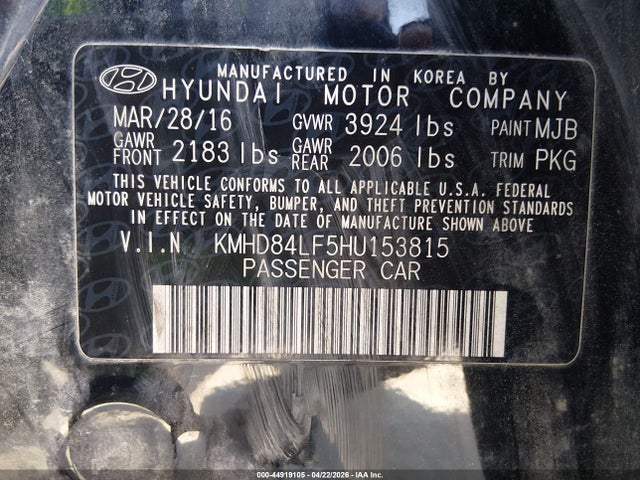 MANUFACTURED IN KOREA BY
HYUNDAI MOTOR COMPANY
MAR/28/16 GVWR 3924 lbs PAINT MJB
GAWR FRONT 2183 lbs GAWR REAR 2006 lbs TRIM PKG
THIS VEHICLE CONFORMS TO ALL APPLICABLE U.S.A. FEDERAL
MOTOR VEHICLE SAFETY, BUMPER, AND THEFT PREVENTION STANDARDS
IN EFFECT ON THE DATE OF MANUFACTURE SHOWN ABOVE.
V.I.N. KMHD84LF5HU153815
PASSENGER CAR
000-44919105 - 04/22/2026 - ©IAA Inc.